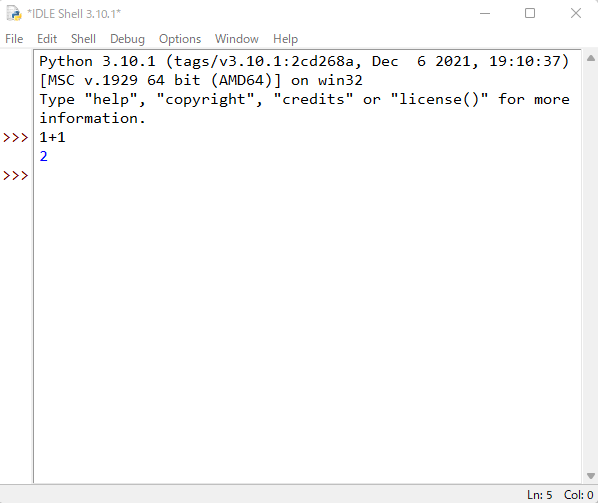 *IDLE Shell 3.10.1*
File Edit Shell Debug Options Window Help
Python 3.10.1 (tags/v3.10.1:2cd268a, Dec  6 2021, 19:10:37)
[MSC v.1929 64 bit (AMD64)] on win32
Type "help", "copyright", "credits" or "license()" for more
information.
>>> 1+1
2
>>>
Ln: 5 Col: 0